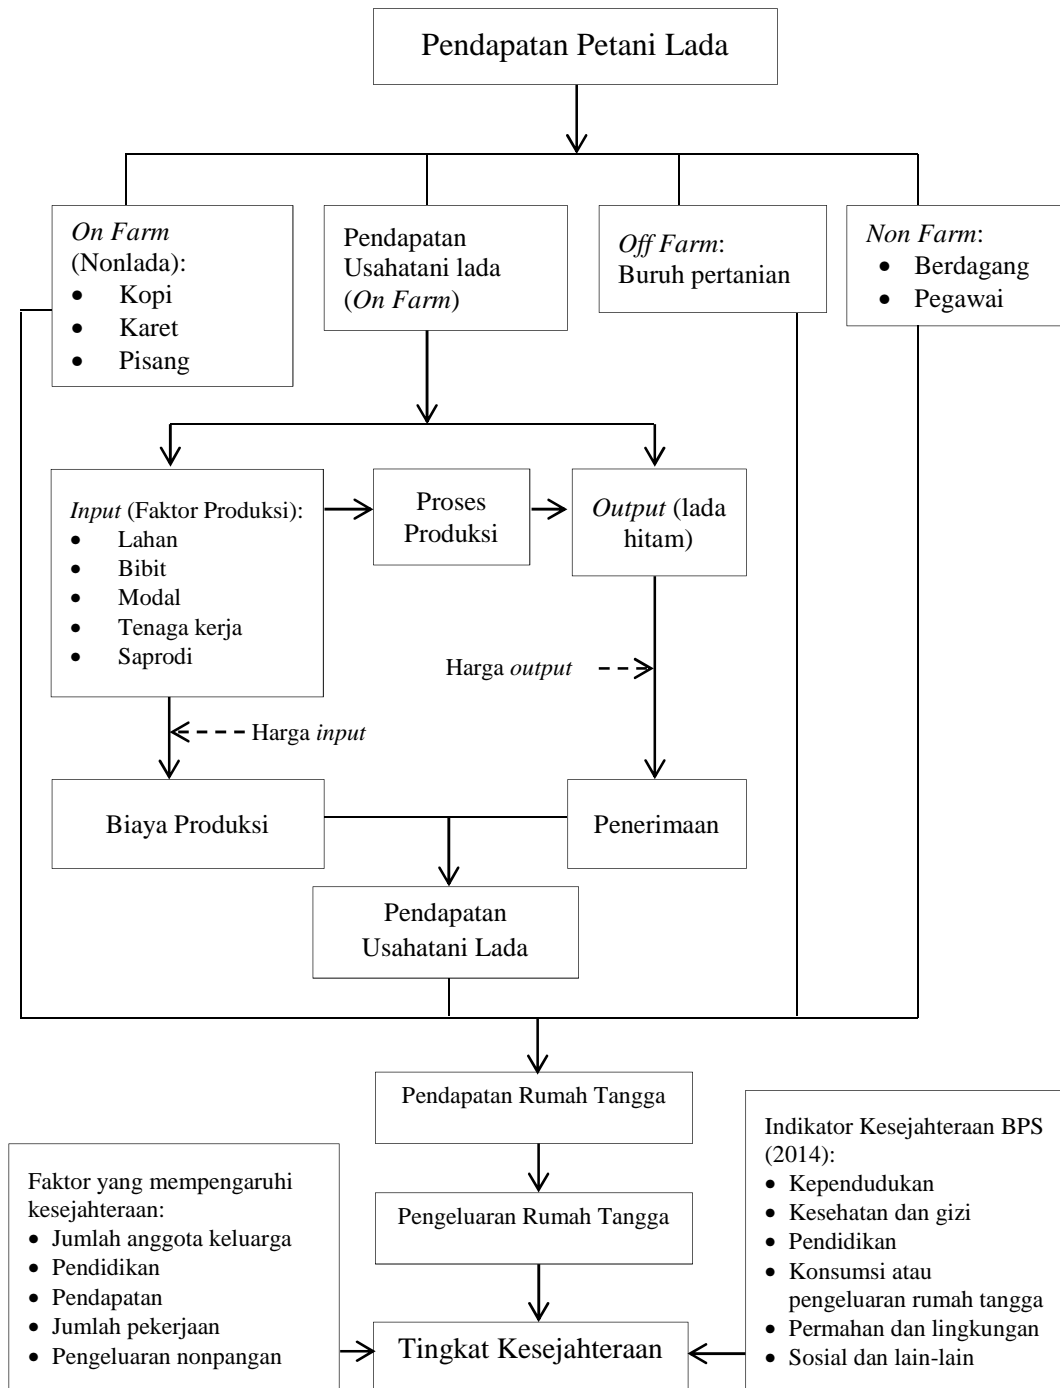 Pendapatan Petani Lada
On Farm
(Nonlada):
• Kopi
• Karet
• Pisang
Pendapatan
Usahatani lada
(On Farm)
Off Farm:
Buruh pertanian
Non Farm:
• Berdagang
• Pegawai
Input (Faktor Produksi):
• Lahan
• Bibit
• Modal
• Tenaga kerja
• Saprodi
Proses
Produksi
Output (lada
hitam)
Harga output
Harga input
Biaya Produksi
Penerimaan
Pendapatan
Usahatani Lada
Pendapatan Rumah Tangga
Faktor yang mempengaruhi
kesejahteraan:
• Jumlah anggota keluarga
• Pendidikan
• Pendapatan
• Jumlah pekerjaan
• Pengeluaran nonpangan
Pengeluaran Rumah Tangga
Tingkat Kesejahteraan
Indikator Kesejahteraan BPS
(2014):
• Kependudukan
• Kesehatan dan gizi
• Pendidikan
• Konsumsi atau
pengeluaran rumah tangga
• Permahan dan lingkungan
• Sosial dan lain-lain